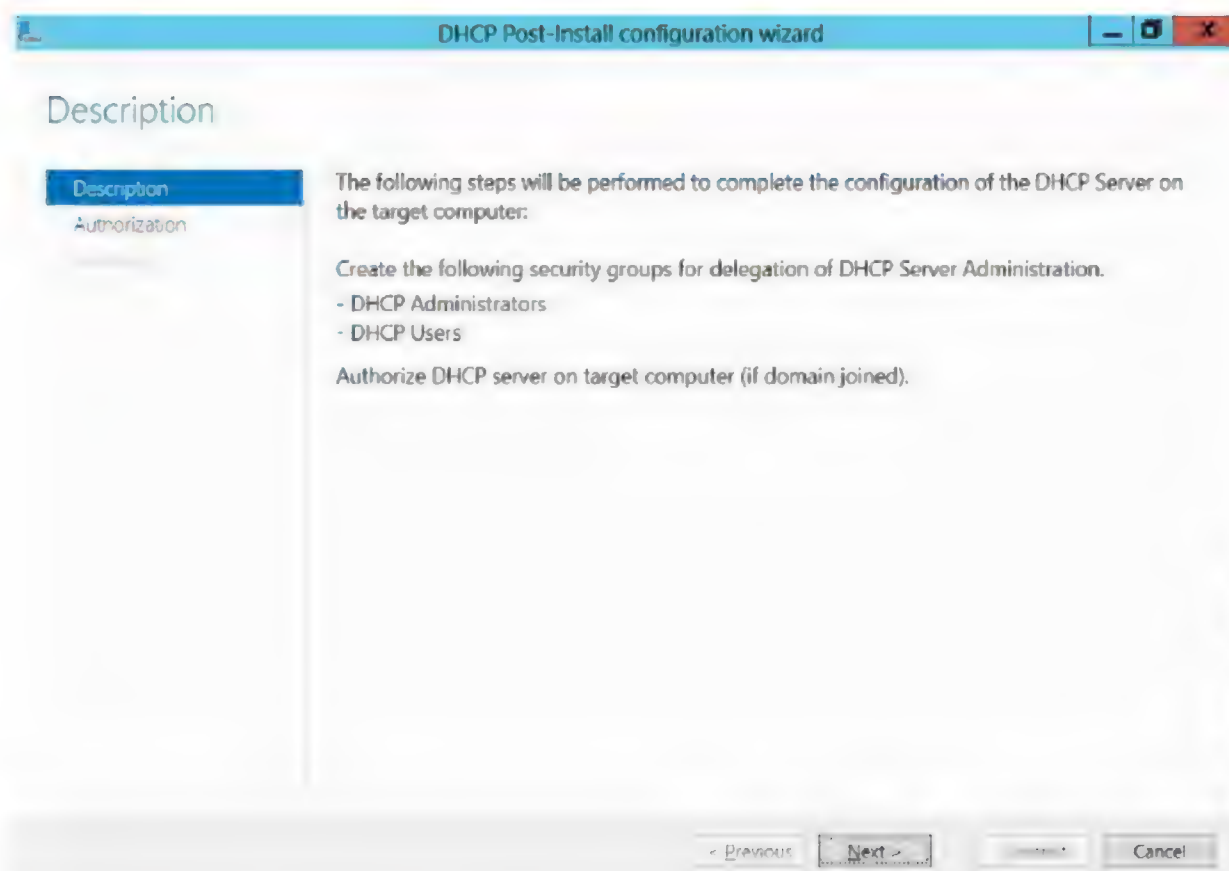 DHCP Post-Install configuration wizard
Description
Description
Authorization
The following steps will be performed to complete the configuration of the DHCP Server on
the target computer:
Create the following security groups for delegation of DHCP Server Administration.
- DHCP Administrators
- DHCP Users
Authorize DHCP server on target computer (if domain joined).
< Previous
Next >
Cancel